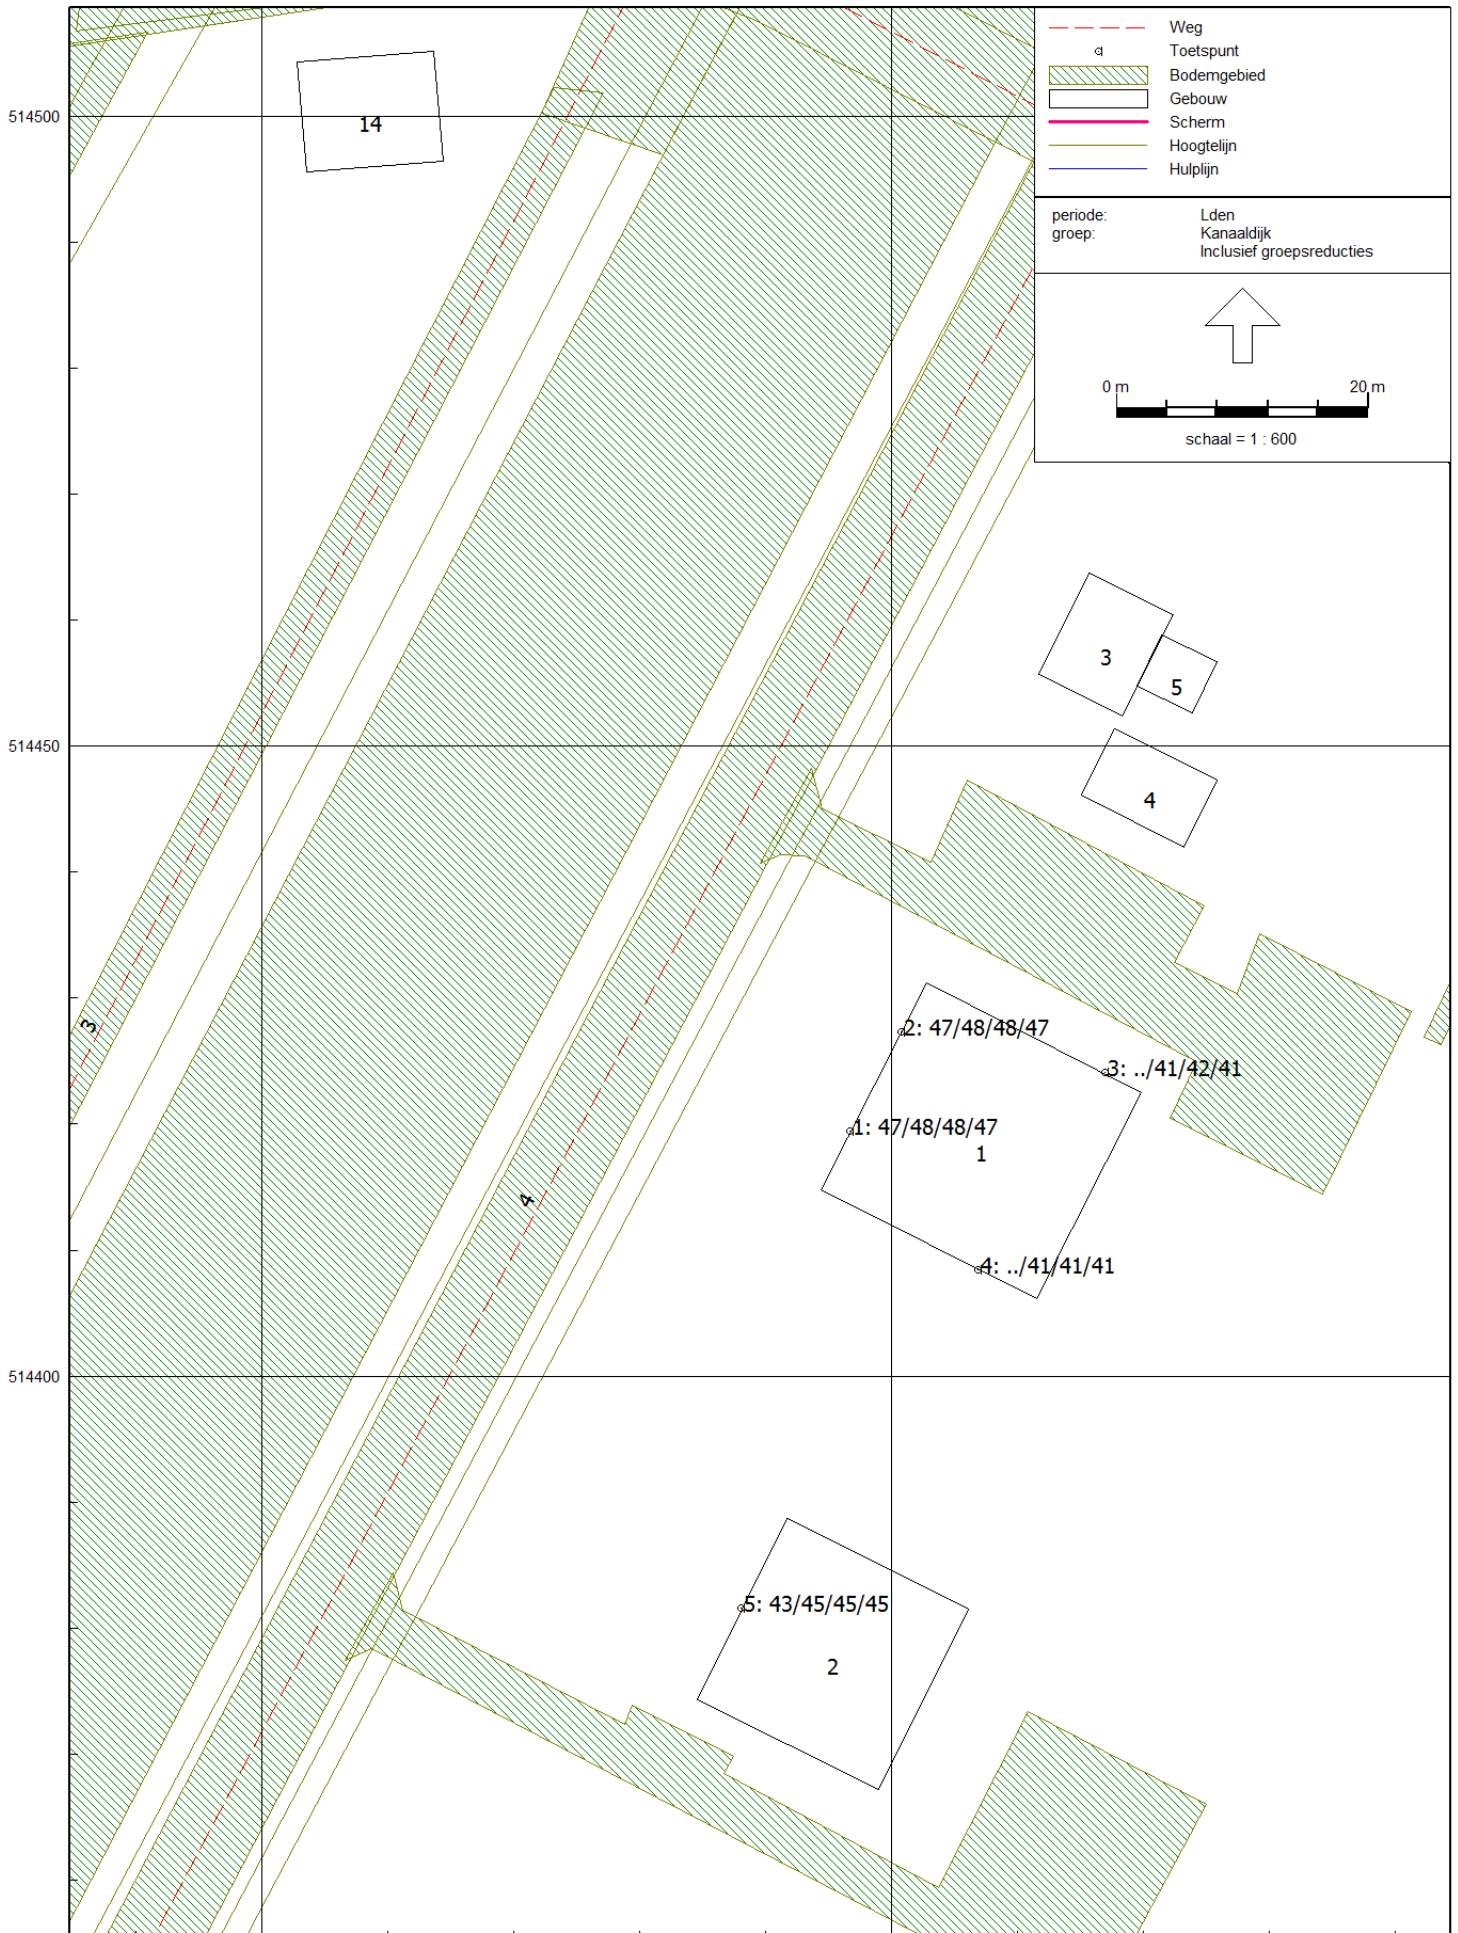 Weg
Toetspunt
Bodemgebied
Gebouw
Scherm
Hoogtelijn
Hulplijn
periode: Lden
groep: Kanaaldijk
Inclusief groepsreducties
0 m 20 m
schaal = 1 : 600
514500
14
3
5
514450
4
3
2: 47/48/48/47
3: ../41/42/41
1: 47/48/48/47
1
4
4: ../41/41/41
514400
5: 43/45/45/45
2